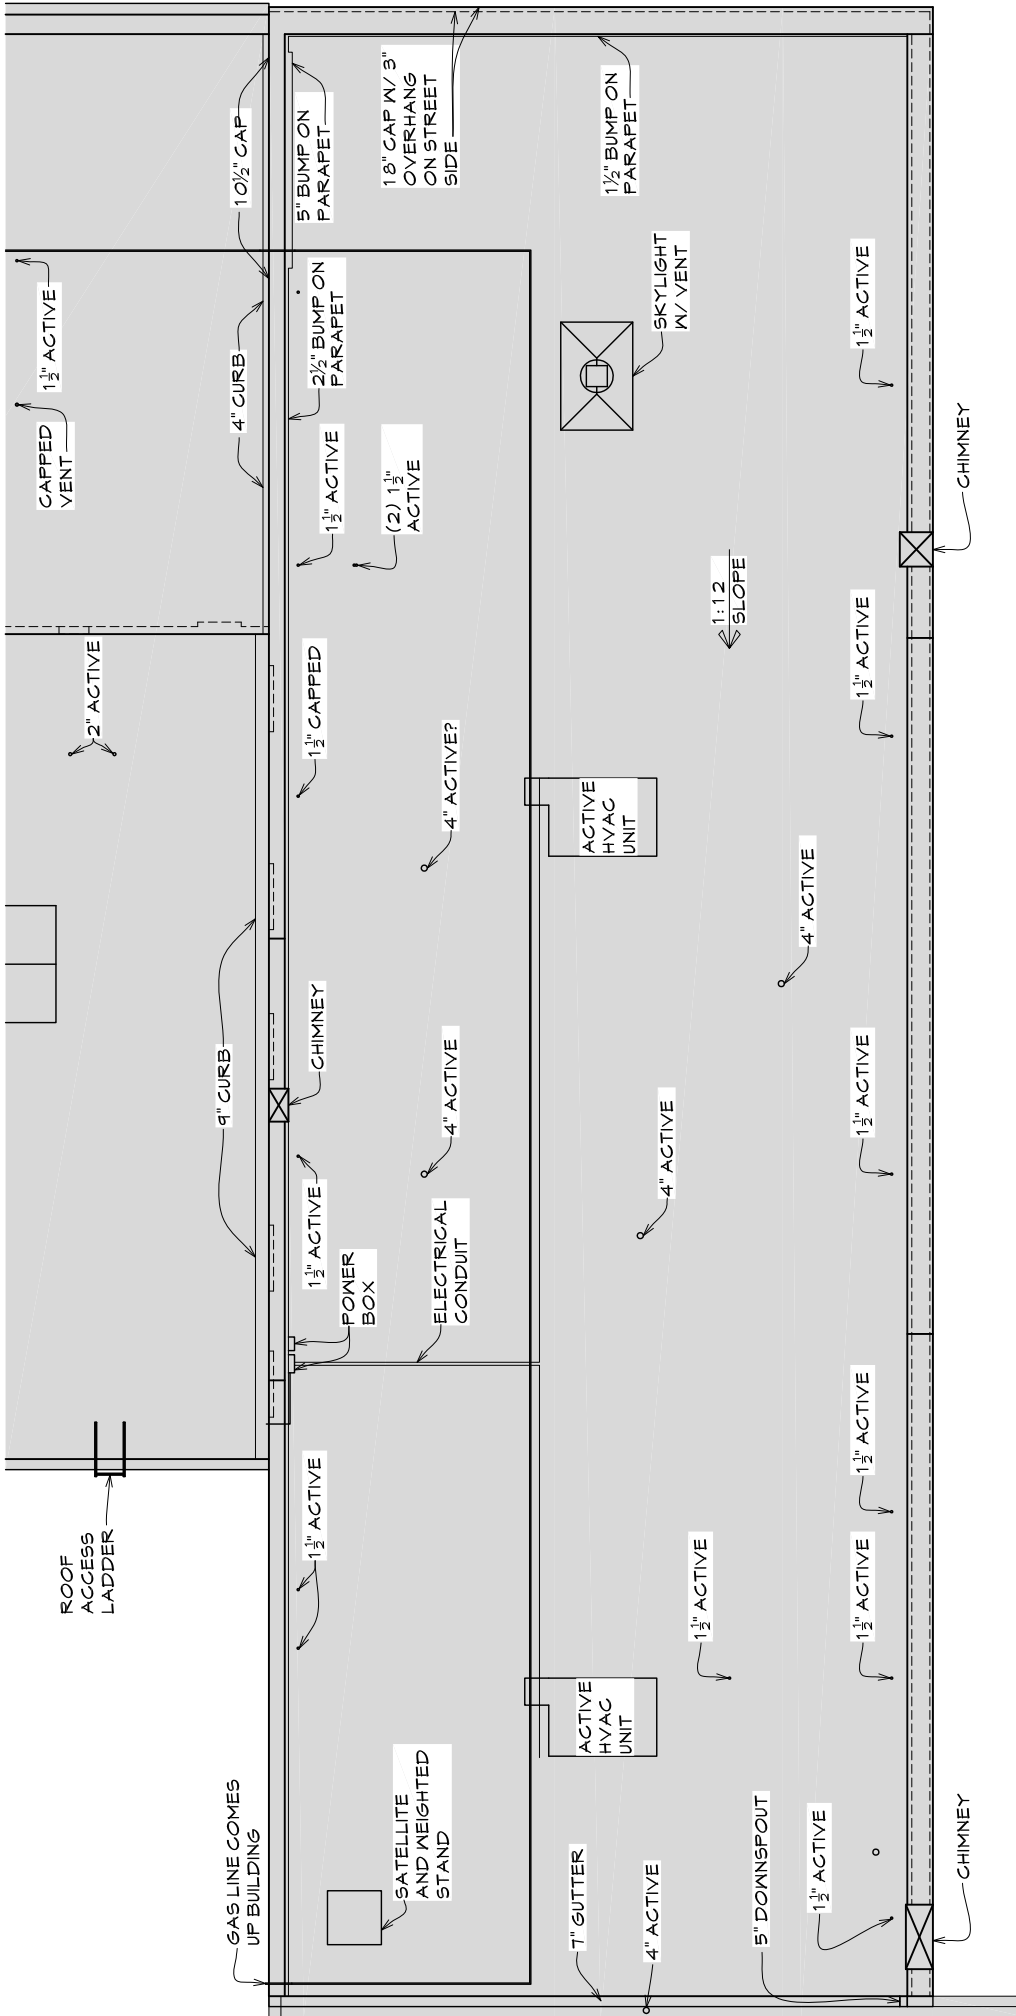 10½" CAP
5" BUMP ON
PARAPET
18" CAP W/ 3"
OVERHANG
ON STREET
SIDE
1½" BUMP ON
PARAPET
1½" ACTIVE
CAPPED
VENT
4" CURB
2½" BUMP ON
PARAPET
1½" ACTIVE
(2) 1½"
ACTIVE
SKYLIGHT
W/ VENT
1½" ACTIVE
CHIMNEY
2" ACTIVE
1½" CAPPED
4" ACTIVE?
1:12
SLOPE
1½" ACTIVE
ACTIVE
HVAC
UNIT
4" ACTIVE
9" CURB
CHIMNEY
4" ACTIVE
4" ACTIVE
1½" ACTIVE
1½" ACTIVE
POWER
BOX
ELECTRICAL
CONDUIT
1½" ACTIVE
ROOF
ACCESS
LADDER
1½" ACTIVE
1½" ACTIVE
1½" ACTIVE
ACTIVE
HVAC
UNIT
GAS LINE COMES
UP BUILDING
SATELLITE
AND WEIGHTED
STAND
7" GUTTER
4" ACTIVE
5" DOWNSPOUT
1½" ACTIVE
CHIMNEY